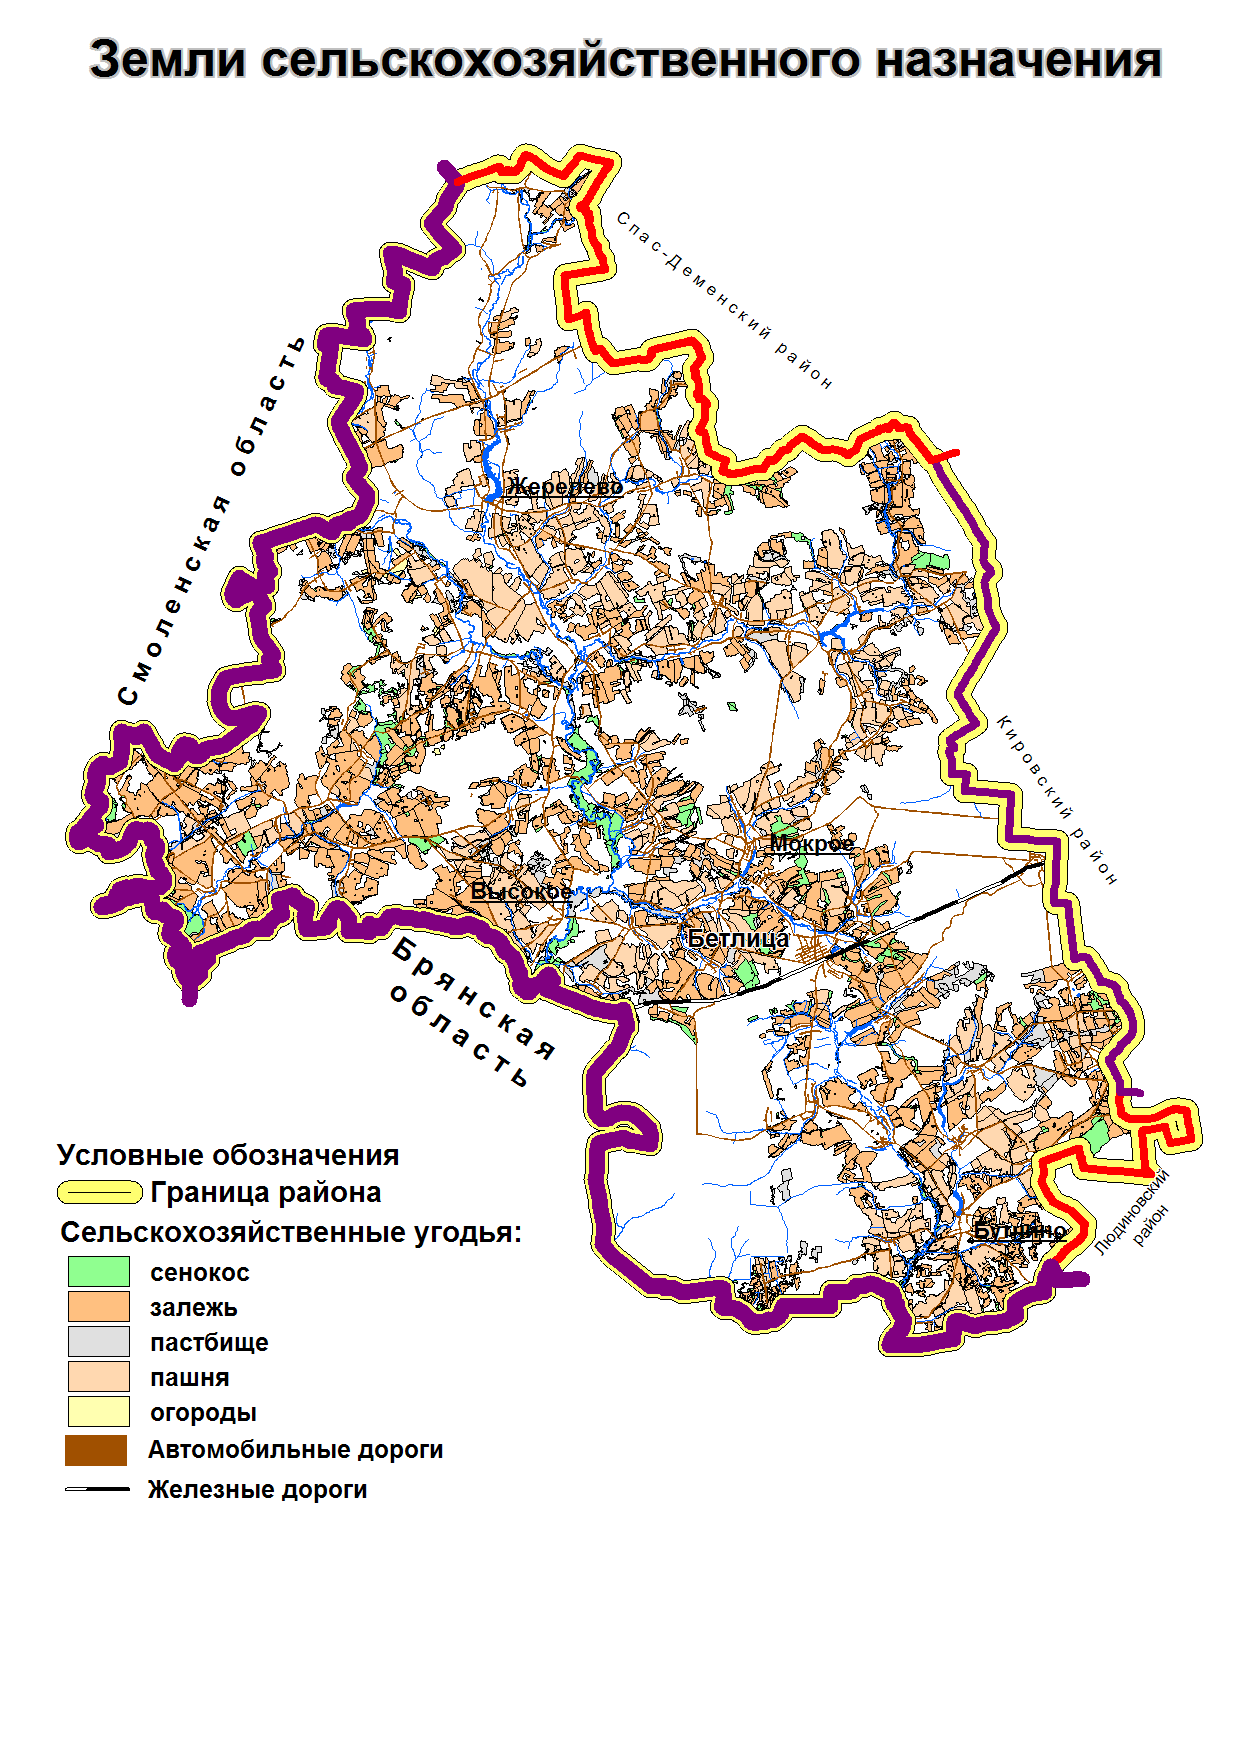 Земли сельскохозяйственного назначения
Спас-Деменский район
Смоленская область
Жерелево
Кировский район
Мокрое
Высокое
Бетлица
Брянская
область
Людиновский
район
Бутчино
Условные обозначения
Граница района
Сельскохозяйственные угодья:
сенокос
залежь
пастбище
пашня
огороды
Автомобильные дороги
Железные дороги